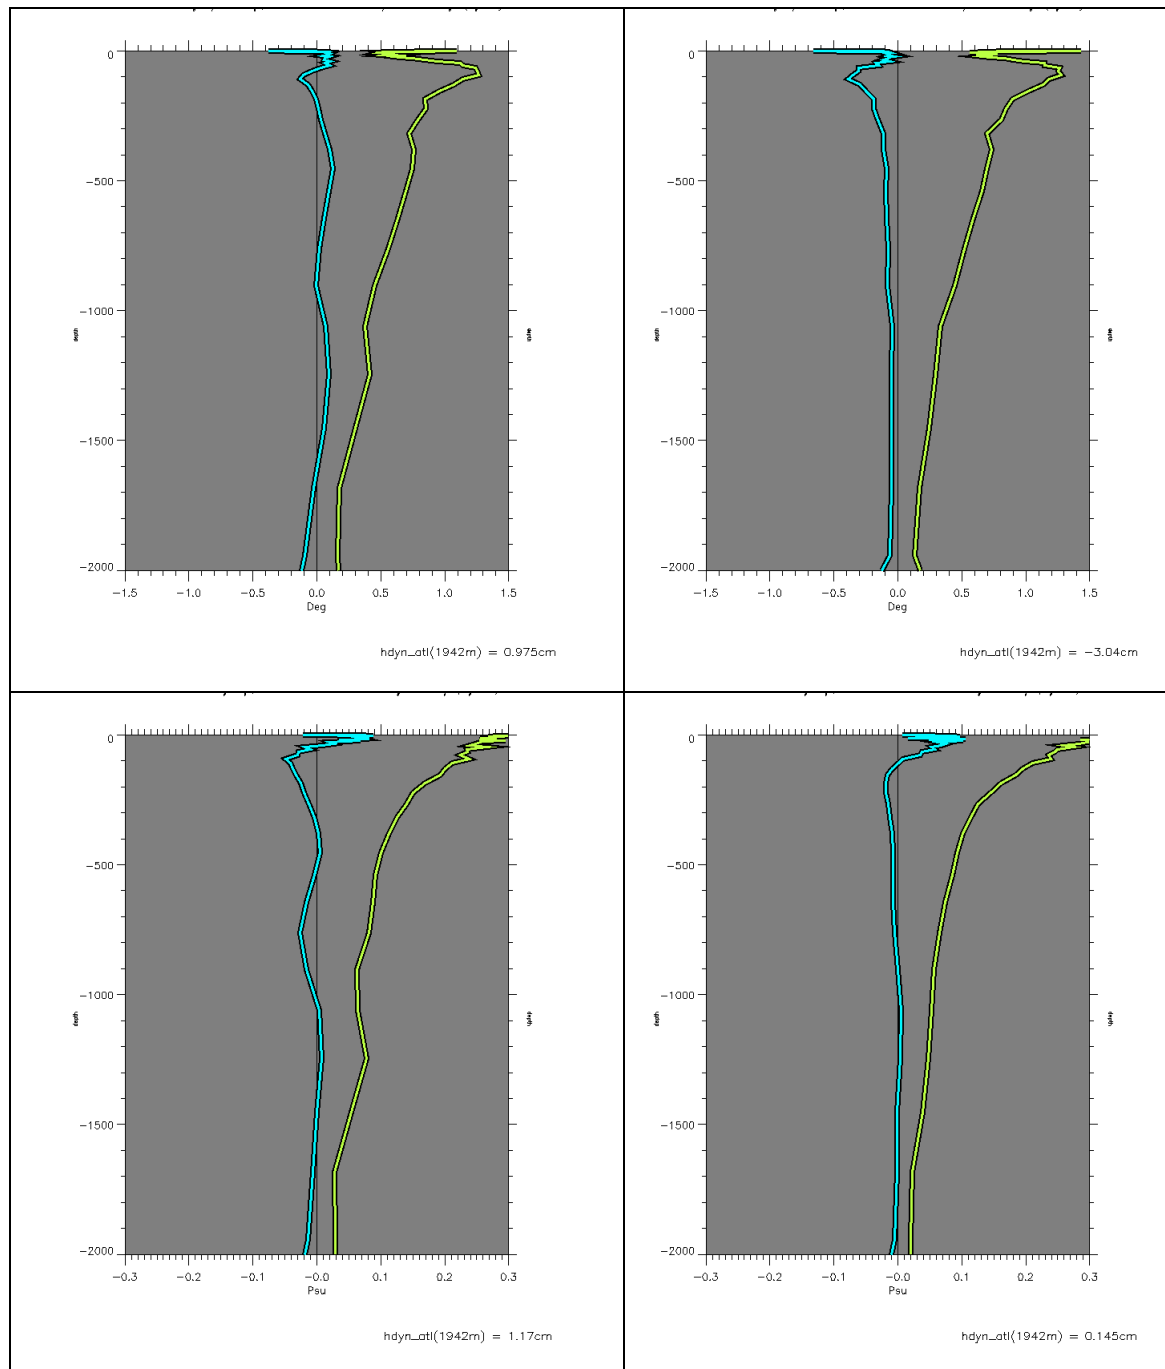 0 0
−500 −500
−1000 −1000
depth depth
−1500 −1500
−2000 −2000
−1.5 −1.0 −0.5 0.0 0.5 1.0 1.5 −1.5 −1.0 −0.5 0.0 0.5 1.0 1.5
Deg Deg
hdyn_atl(1942m) = 0.975cm hdyn_atl(1942m) = −3.04cm
0 0
−500 −500
−1000 −1000
depth depth
−1500 −1500
−2000 −2000
−0.3 −0.2 −0.1 −0.0 0.1 0.2 0.3 −0.3 −0.2 −0.1 −0.0 0.1 0.2 0.3
Psu Psu
hdyn_atl(1942m) = 1.17cm hdyn_atl(1942m) = 0.145cm